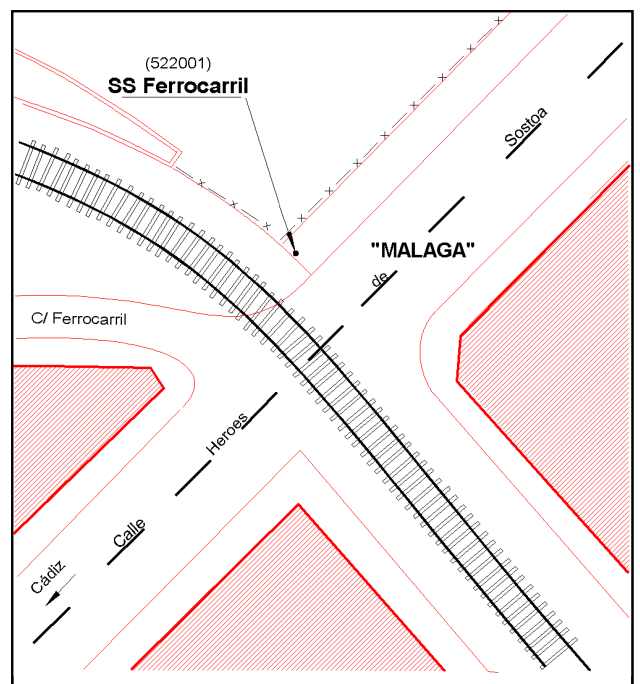 (522001)
SS Ferrocarril
"MALAGA"
C/ Ferrocarril
Cádiz
Calle Heroes de Sostoa